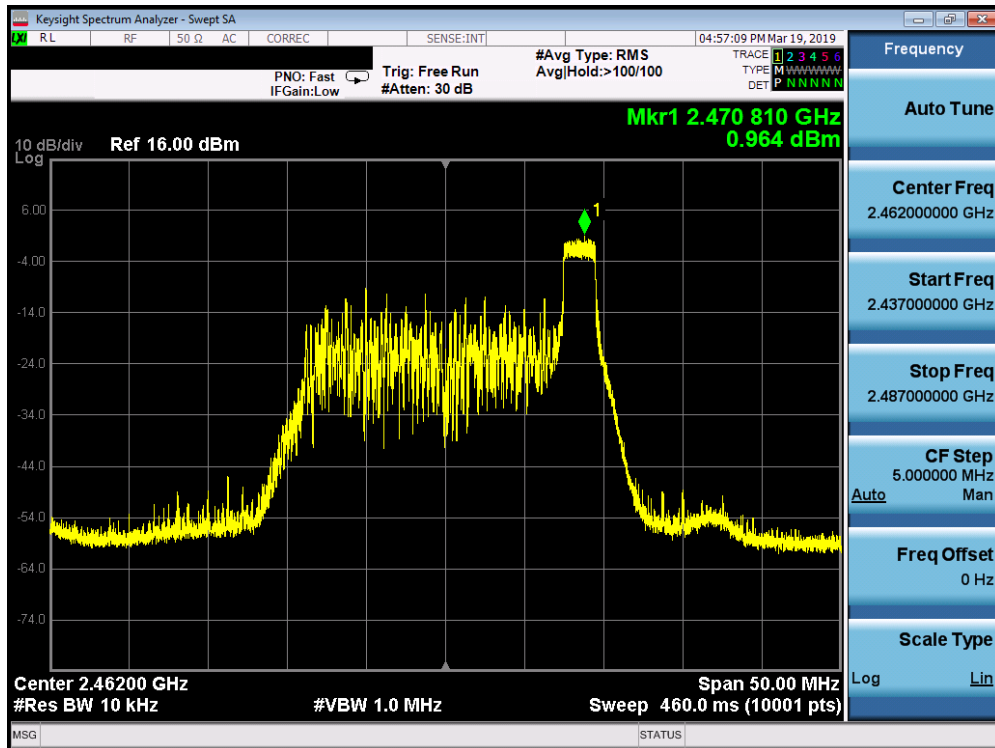 Keysight Spectrum Analyzer - Swept SA
LXI RL RF 50 Ω AC CORREC SENSE:INT 04:57:09 PM Mar 19, 2019
PNO: Fast
IFGain:Low
Trig: Free Run
#Atten: 30 dB
#Avg Type: RMS
Avg|Hold:>100/100
TRACE 1 2 3 4 5 6
TYPE M WWWWW
DET P N N N N N
Mkr1 2.470 810 GHz
0.964 dBm
10 dB/div Ref 16.00 dBm
Log
1
6.00
-4.00
-14.0
-24.0
-34.0
-44.0
-54.0
-64.0
-74.0
Center 2.46200 GHz Span 50.00 MHz
#Res BW 10 kHz #VBW 1.0 MHz Sweep 460.0 ms (10001 pts)
MSG STATUS
Frequency
Auto Tune
Center Freq
2.462000000 GHz
Start Freq
2.437000000 GHz
Stop Freq
2.487000000 GHz
CF Step
5.000000 MHz
Auto Man
Freq Offset
0 Hz
Scale Type
Log Lin